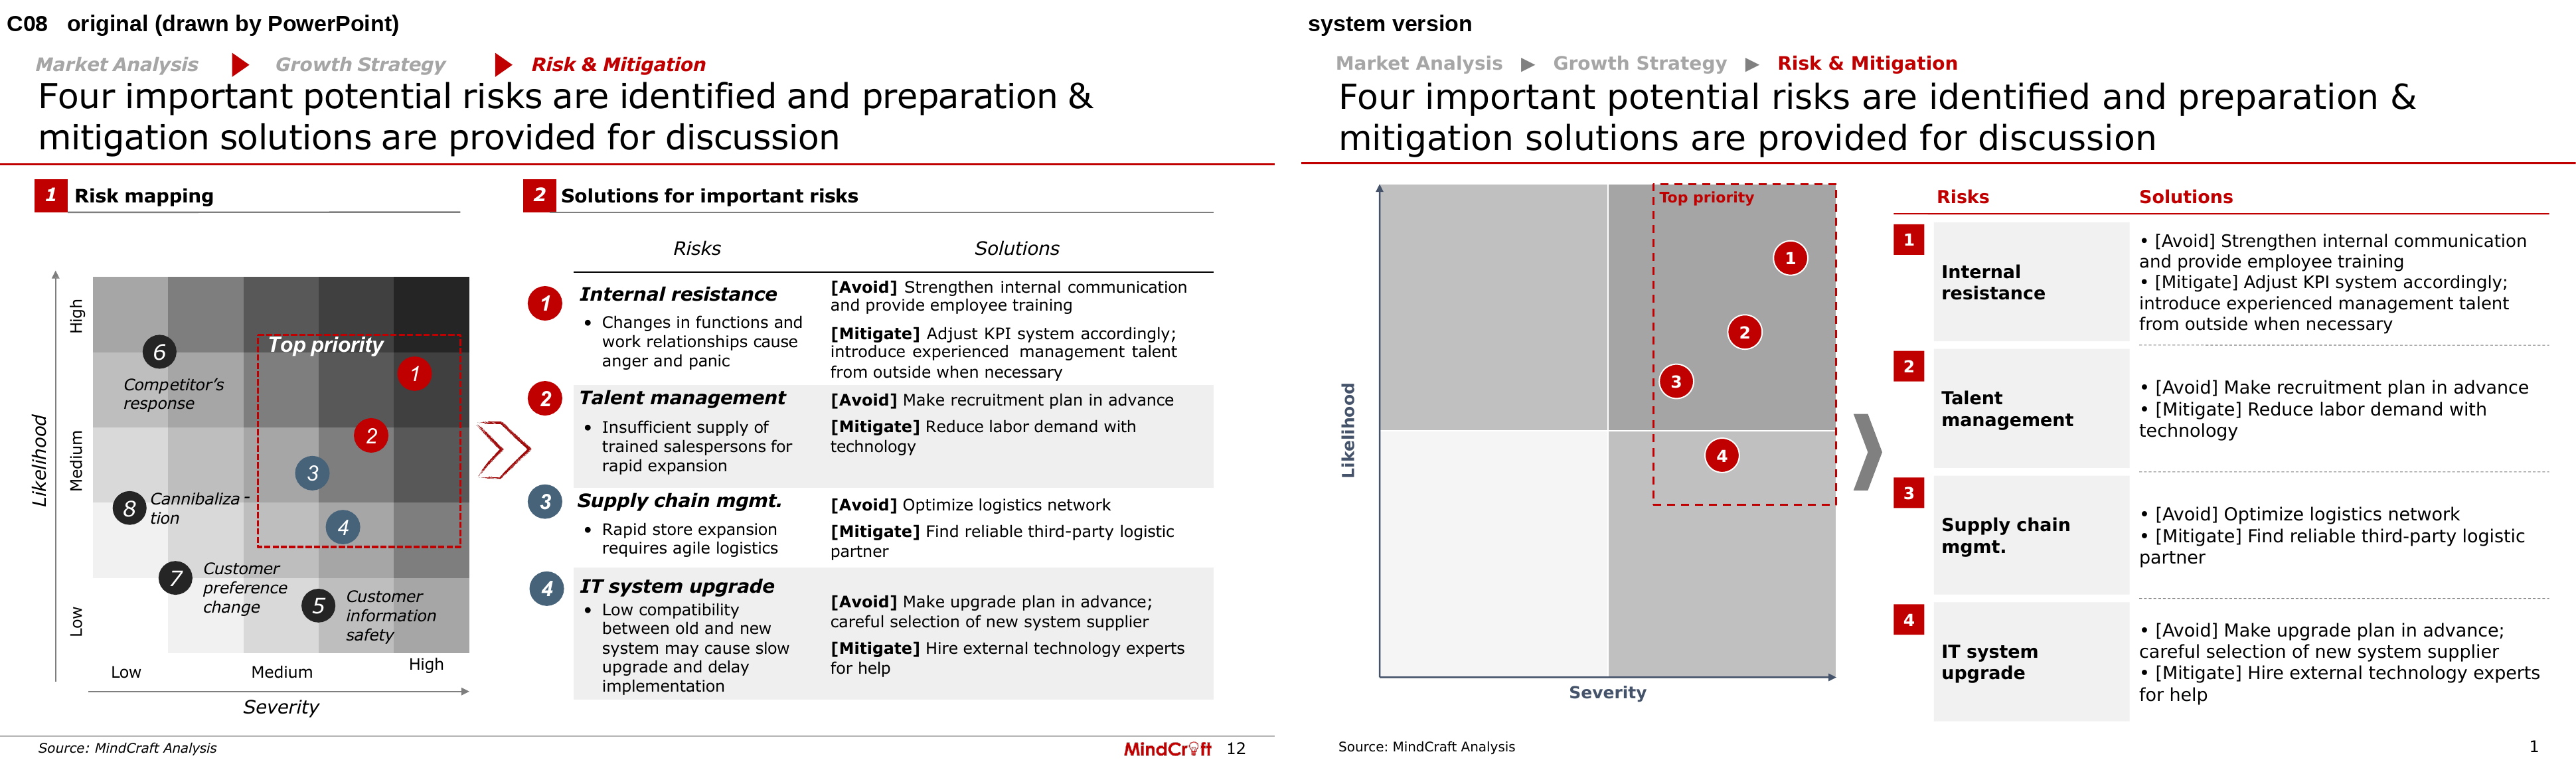 C08 original (drawn by PowerPoint)
Market Analysis Growth Strategy Risk & Mitigation
Four important potential risks are identified and preparation &
mitigation solutions are provided for discussion
1 Risk mapping
High
Medium
Low
Likelihood
Top priority
6
Competitor's
response
1
2
3
8
Cannibaliza-
tion
4
7
Customer
preference
change
5
Customer
information
safety
Low Medium High
Severity
2 Solutions for important risks
Risks Solutions
1 Internal resistance
• Changes in functions and
work relationships cause
anger and panic
[Avoid] Strengthen internal communication
and provide employee training
[Mitigate] Adjust KPI system accordingly;
introduce experienced management talent
from outside when necessary
2 Talent management
• Insufficient supply of
trained salespersons for
rapid expansion
[Avoid] Make recruitment plan in advance
[Mitigate] Reduce labor demand with
technology
3 Supply chain mgmt.
• Rapid store expansion
requires agile logistics
[Avoid] Optimize logistics network
[Mitigate] Find reliable third-party logistic
partner
4 IT system upgrade
• Low compatibility
between old and new
system may cause slow
upgrade and delay
implementation
[Avoid] Make upgrade plan in advance;
careful selection of new system supplier
[Mitigate] Hire external technology experts
for help
Source: MindCraft Analysis
MindCraft 12
system version
Market Analysis ▶ Growth Strategy ▶ Risk & Mitigation
Four important potential risks are identified and preparation &
mitigation solutions are provided for discussion
Likelihood
Top priority
1
2
3
4
Severity
Risks Solutions
1
Internal
resistance
• [Avoid] Strengthen internal communication
and provide employee training
• [Mitigate] Adjust KPI system accordingly;
introduce experienced management talent
from outside when necessary
2
Talent
management
• [Avoid] Make recruitment plan in advance
• [Mitigate] Reduce labor demand with
technology
3
Supply chain
mgmt.
• [Avoid] Optimize logistics network
• [Mitigate] Find reliable third-party logistic
partner
4
IT system
upgrade
• [Avoid] Make upgrade plan in advance;
careful selection of new system supplier
• [Mitigate] Hire external technology experts
for help
Source: MindCraft Analysis
1